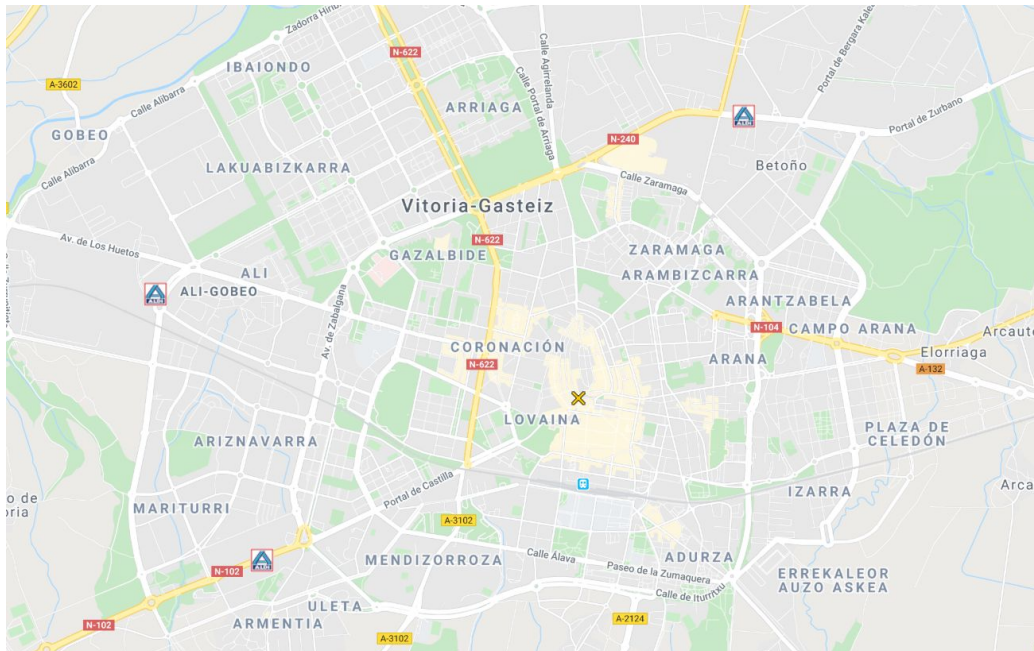 Zadorra Hiri
N-622
Calle Agirrelanda
Portal de Bergara Kalea
IBAIONDO
A-3602
Calle Portal de Arriaga
ARRIAGA
Calle Alibarra
ALDI
GOBEO
Portal de Zurbano
N-240
LAKUABIZKARRA
Calle Alibarra
Betoño
Calle Zaramaga
Vitoria-Gasteiz
N-622
Av. de Los Huetos
GAZALBIDE
ZARAMAGA
ALI
ARAMBIZCARRA
ALI-GOBEO
ALDI
ARANTZABELA
Av. de Zabalgana
N-104
CAMPO ARANA
Arcaute
CORONACIÓN
Elorriaga
ARANA
N-622
A-132
LOVAINA
PLAZA DE
CELEDÓN
ARIZNAVARRA
Portal de Castilla
IZARRA
Arca
o de
oria
MARITURRI
A-3102
MENDIZORROZA
Calle Álava
ADURZA
ALDI
N-102
Paseo de la Zumaquera
ERREKALEOR
AUZO ASKEA
Calle de Iturritxu
ULETA
A-2124
N-102
ARMENTIA
A-3102